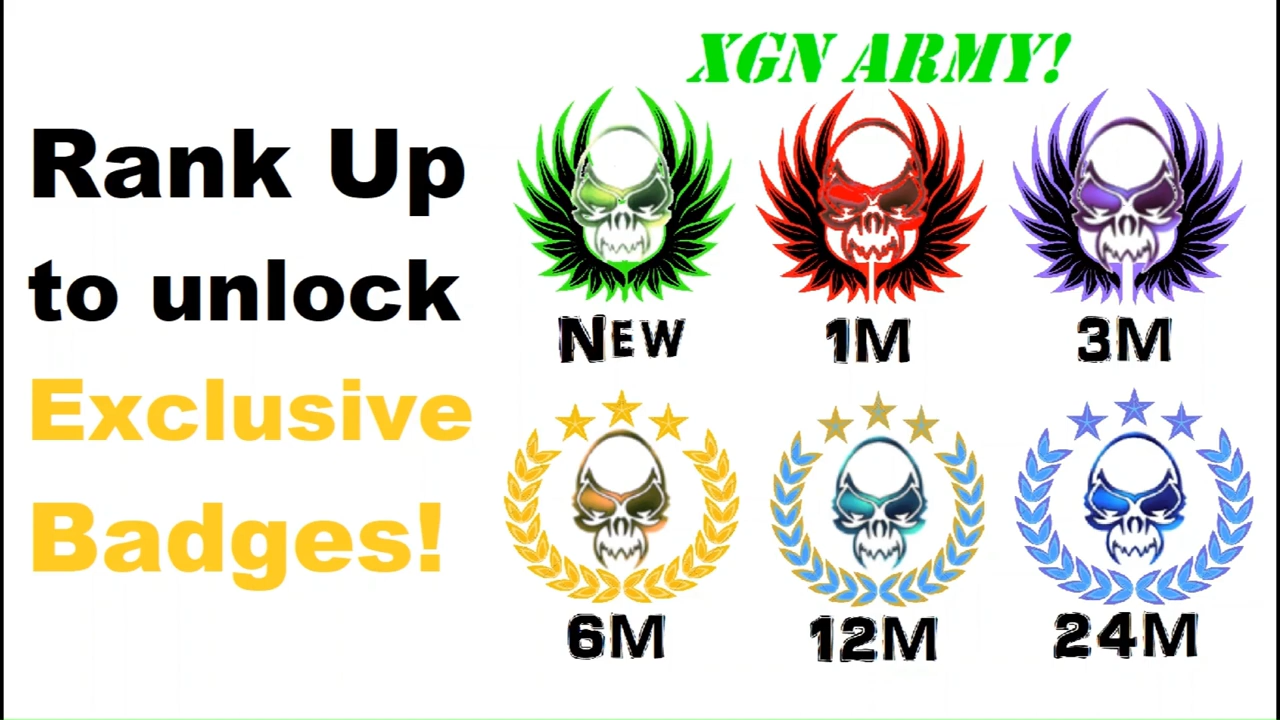 Rank Up
to unlock
Exclusive
Badges!
XGN ARMY!
New 1M 3M
6M 12M 24M